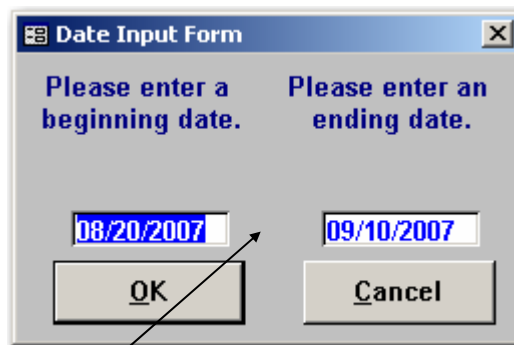 Date Input Form
Please enter a
beginning date.
Please enter an
ending date.
08/20/2007
09/10/2007
OK
Cancel